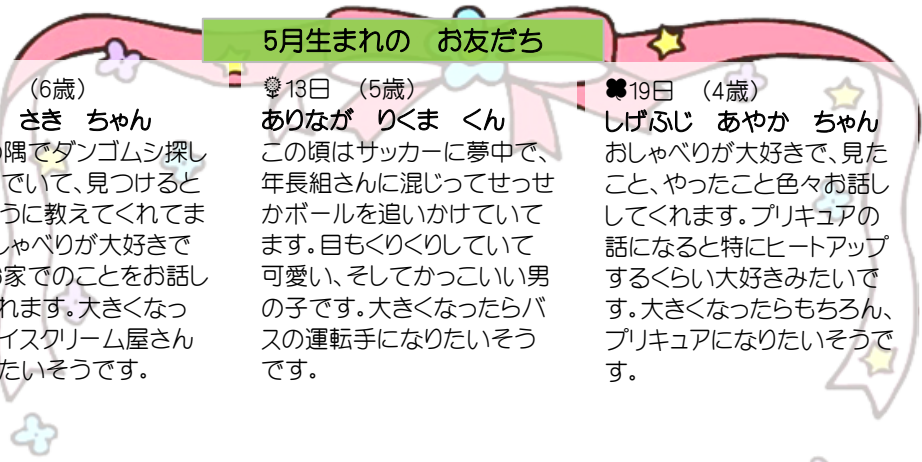 5月生まれの　お友だち
（6歳）
さき　ちゃん
隅でダンゴムシ探し
でいて、見つけると
うに教えてくれてま
しゃべりが大好きで
家でのことをお話し
れます。大きくなっ
イスクリーム屋さん
たいそうです。
13日　（5歳）
ありなが　りくま　くん
この頃はサッカーに夢中で、
年長組さんに混じってせっせ
かボールを追いかけていて
ます。目もくりくりしていて
可愛い、そしてかっこいい男
の子です。大きくなったらバ
スの運転手になりたいそう
です。
19日　（4歳）
しげふじ　あやか　ちゃん
おしゃべりが大好きで、見た
こと、やったこと色々お話し
してくれます。プリキュアの
話になると特にヒートアップ
するくらい大好きみたいで
す。大きくなったらもちろん、
プリキュアになりたいそうで
す。